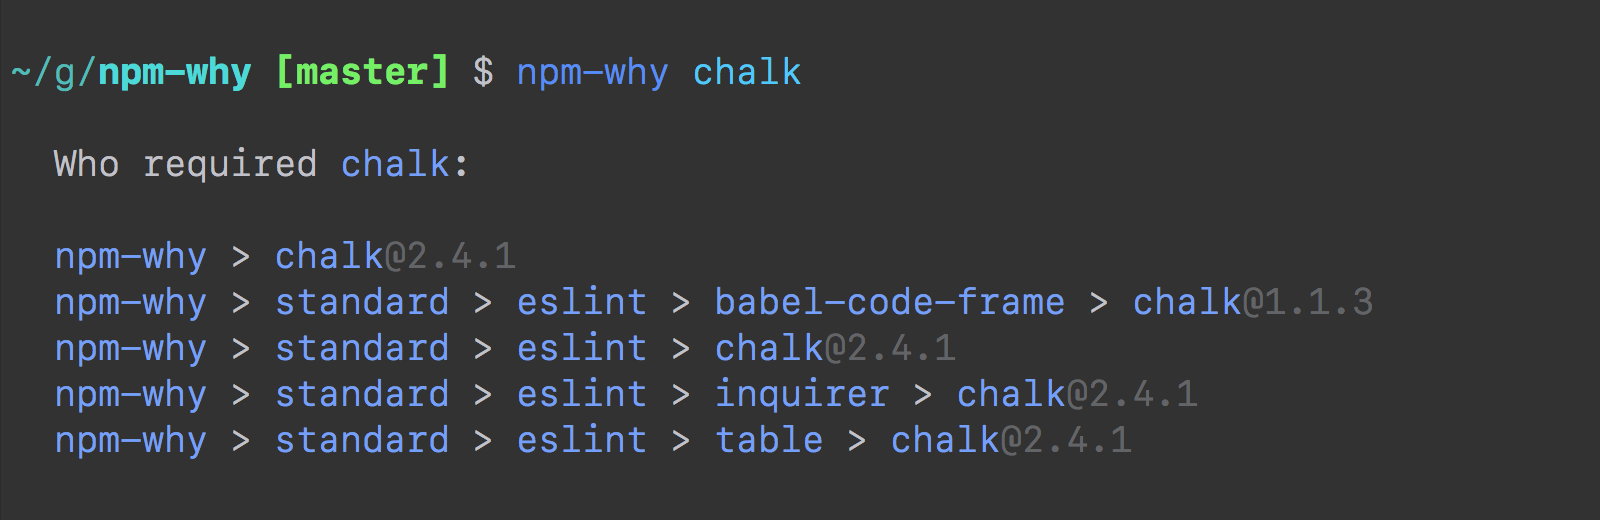 ~/g/npm-why [master] $ npm-why chalk
Who required chalk:
npm-why > chalk@2.4.1
npm-why > standard > eslint > babel-code-frame > chalk@1.1.3
npm-why > standard > eslint > chalk@2.4.1
npm-why > standard > eslint > inquirer > chalk@2.4.1
npm-why > standard > eslint > table > chalk@2.4.1